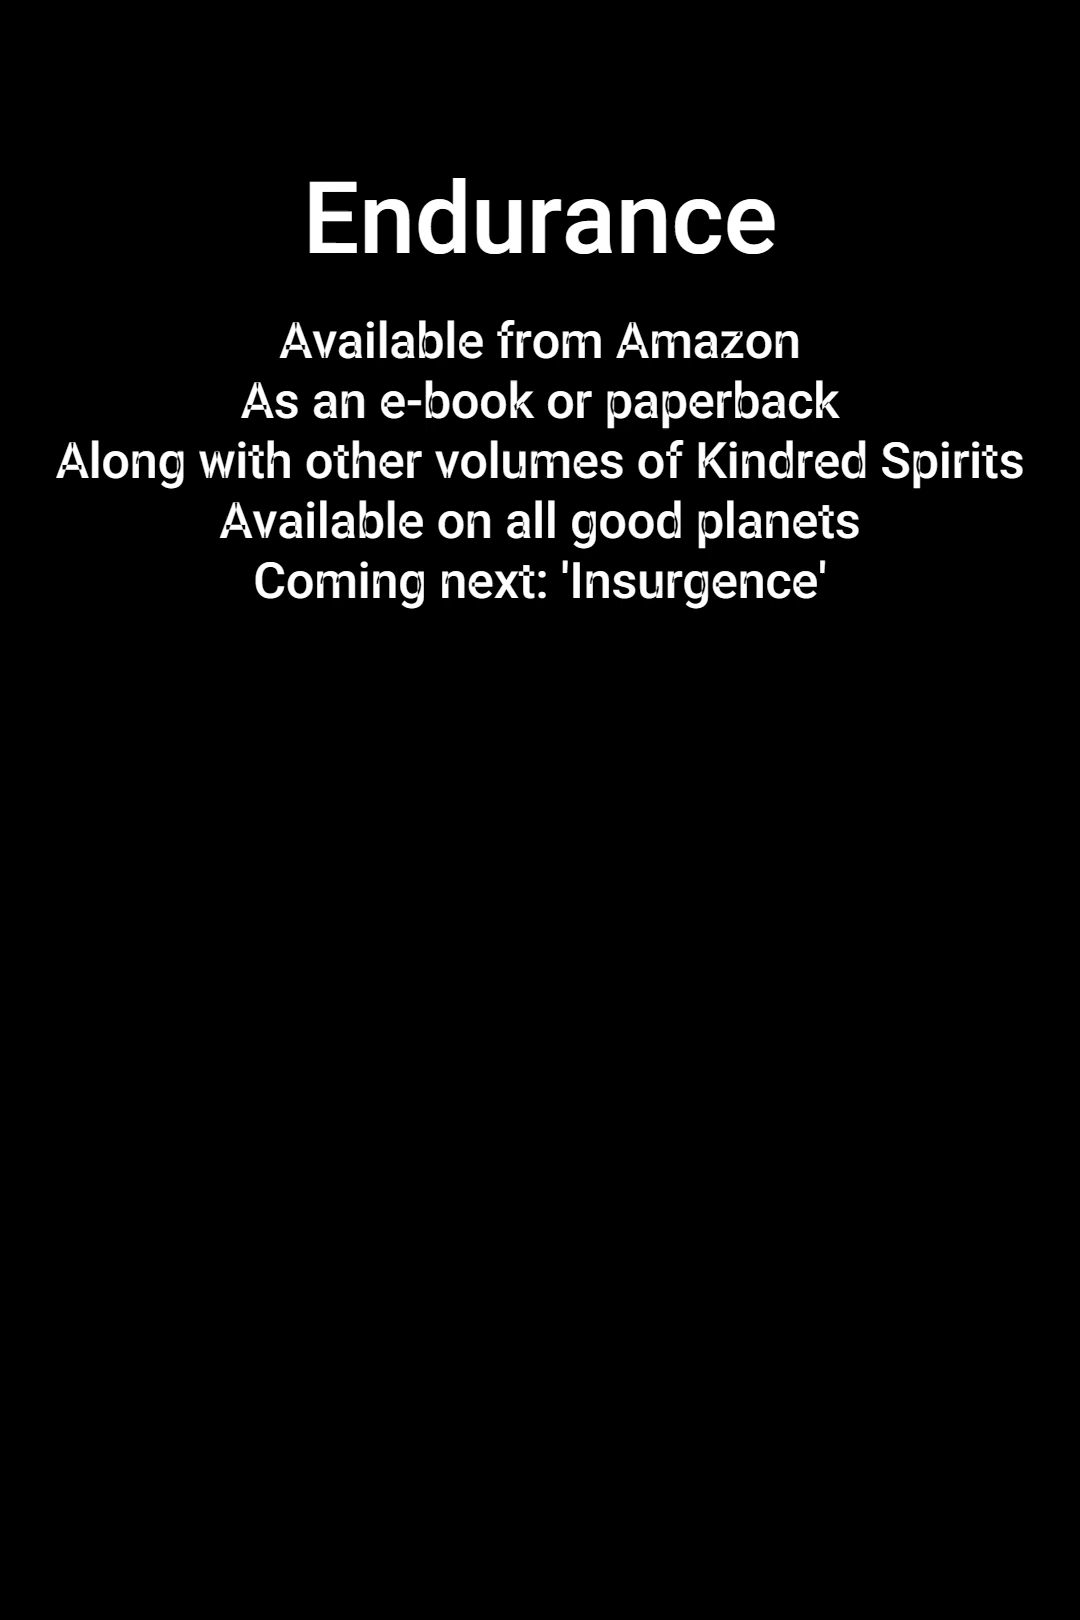 Endurance
Available from Amazon
As an e-book or paperback
Along with other volumes of Kindred Spirits
Available on all good planets
Coming next: 'Insurgence'